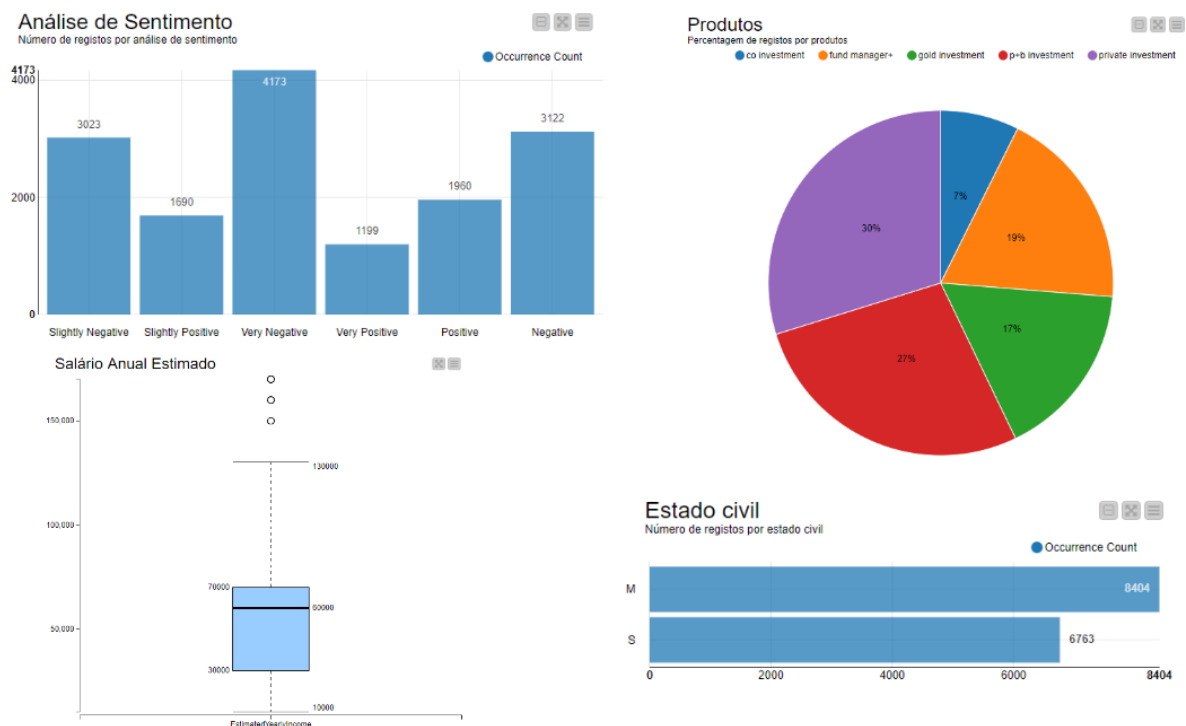 Análise de Sentimento
Número de registos por análise de sentimento
Occurrence Count
4173
4000
2000
0
3023
1690
4173
1199
1960
3122
Slightly Negative Slightly Positive Very Negative Very Positive Positive Negative
Produtos
Percentagem de registos por produtos
co investment fund manager+ gold investment p+b investment private investment
7%
19%
17%
27%
30%
Salário Anual Estimado
150,000
100,000
50,000
130000
70000
60000
30000
10000
EstimatedYearlyIncome
Estado civil
Número de registos por estado civil
Occurrence Count
M
8404
S
6763
0 2000 4000 6000 8404